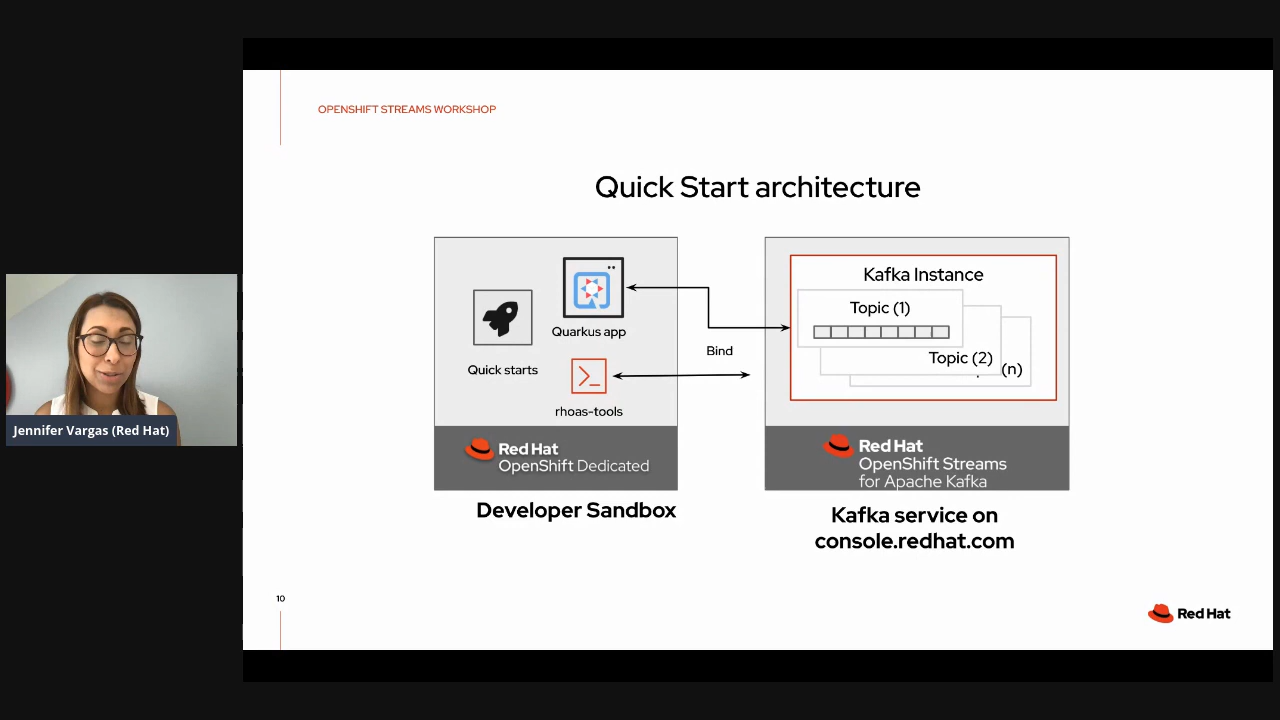 OPENSHIFT STREAMS WORKSHOP
Quick Start architecture
Quick starts
Quarkus app
rhoas-tools
Red Hat
OpenShift Dedicated
Developer Sandbox
Bind
Kafka Instance
Topic (1)
Topic (2)
(n)
Red Hat
OpenShift Streams
for Apache Kafka
Kafka service on
console.redhat.com
Jennifer Vargas (Red Hat)
10
Red Hat